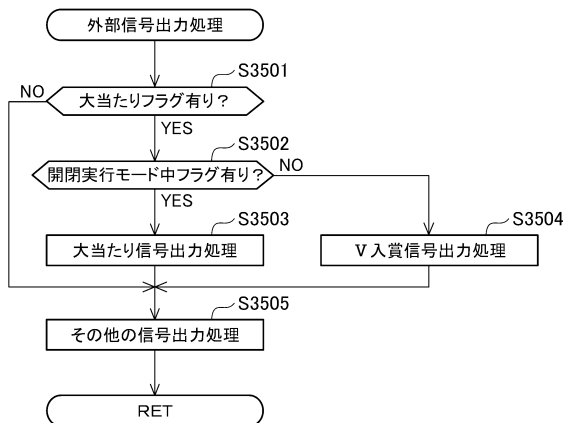 外部信号出力処理
S3501
NO
大当たりフラグ有り？
YES
S3502
開閉実行モード中フラグ有り？
NO
YES
S3503
大当たり信号出力処理
S3504
V入賞信号出力処理
S3505
その他の信号出力処理
RET